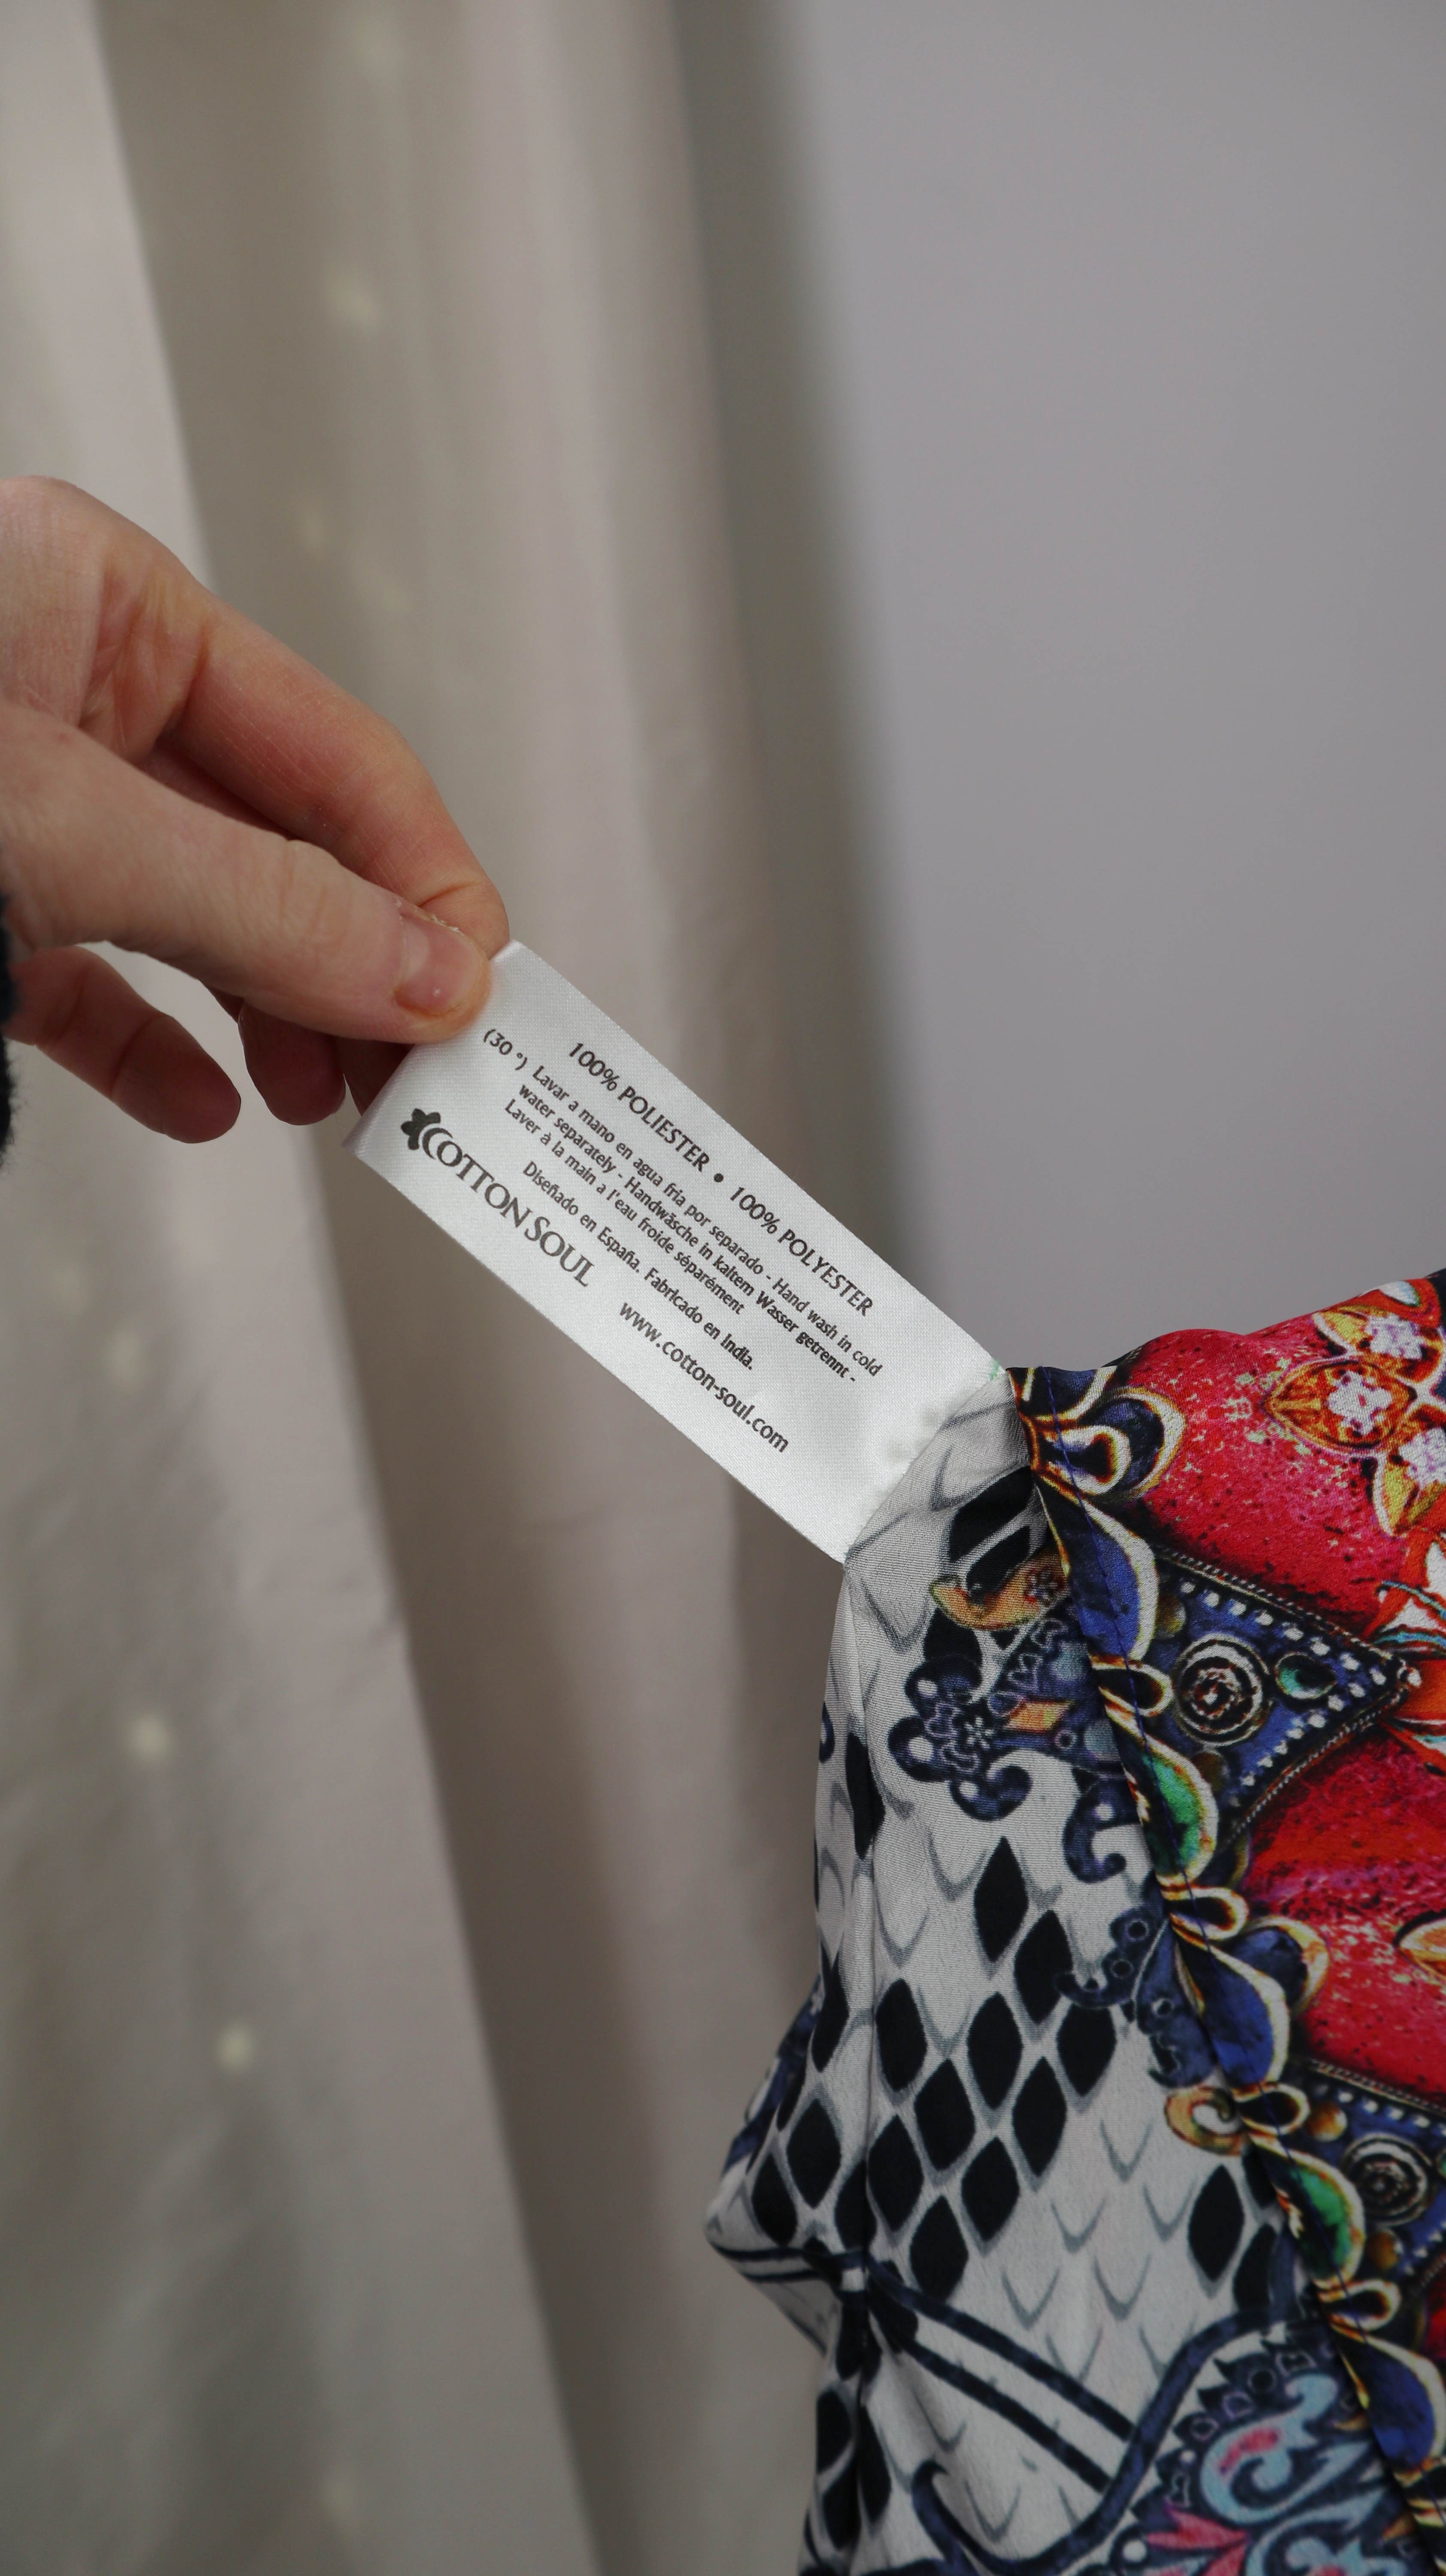 100% POLIESTER • 100% POLYESTER
(30 °) Lavar a mano en agua fria por separado - Hand wash in cold
water separately - Handwäsche in kaltem Wasser getrennt -
Laver à la main a l'eau froide séparément
Diseñado en España. Fabricado en India.
COTTON SOUL www.cotton-soul.com